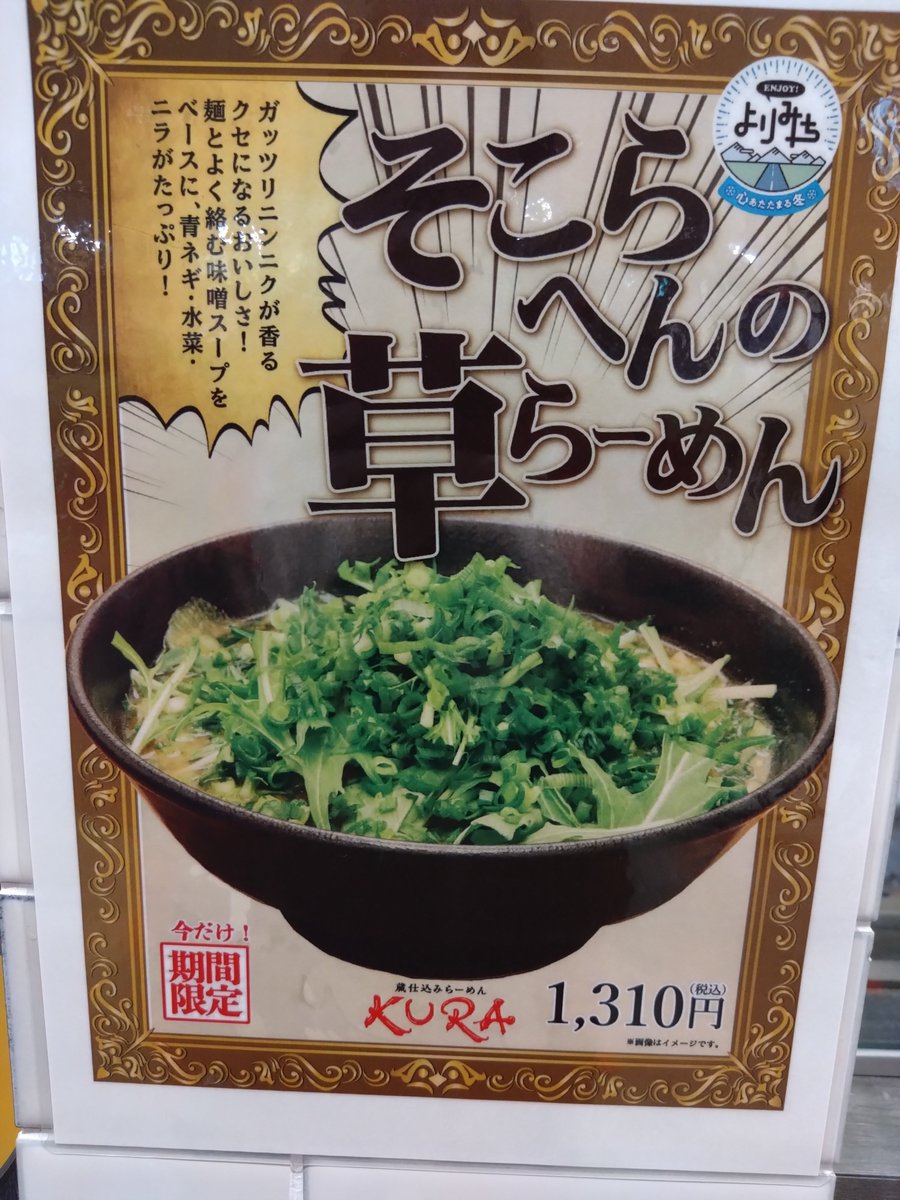 ENJOY!
よりみち
心あたたまる冬
そこら
へんの
草らーめん
ガッツリニンニクが香る
クセになるおいしさ！
麺とよく絡む味噌スープを
ベースに、青ネギ・水菜・
ニラがたっぷり！
今だけ！
期間
限定
蔵仕込みらーめん
KURA
1,310円(税込)
※画像はイメージです。